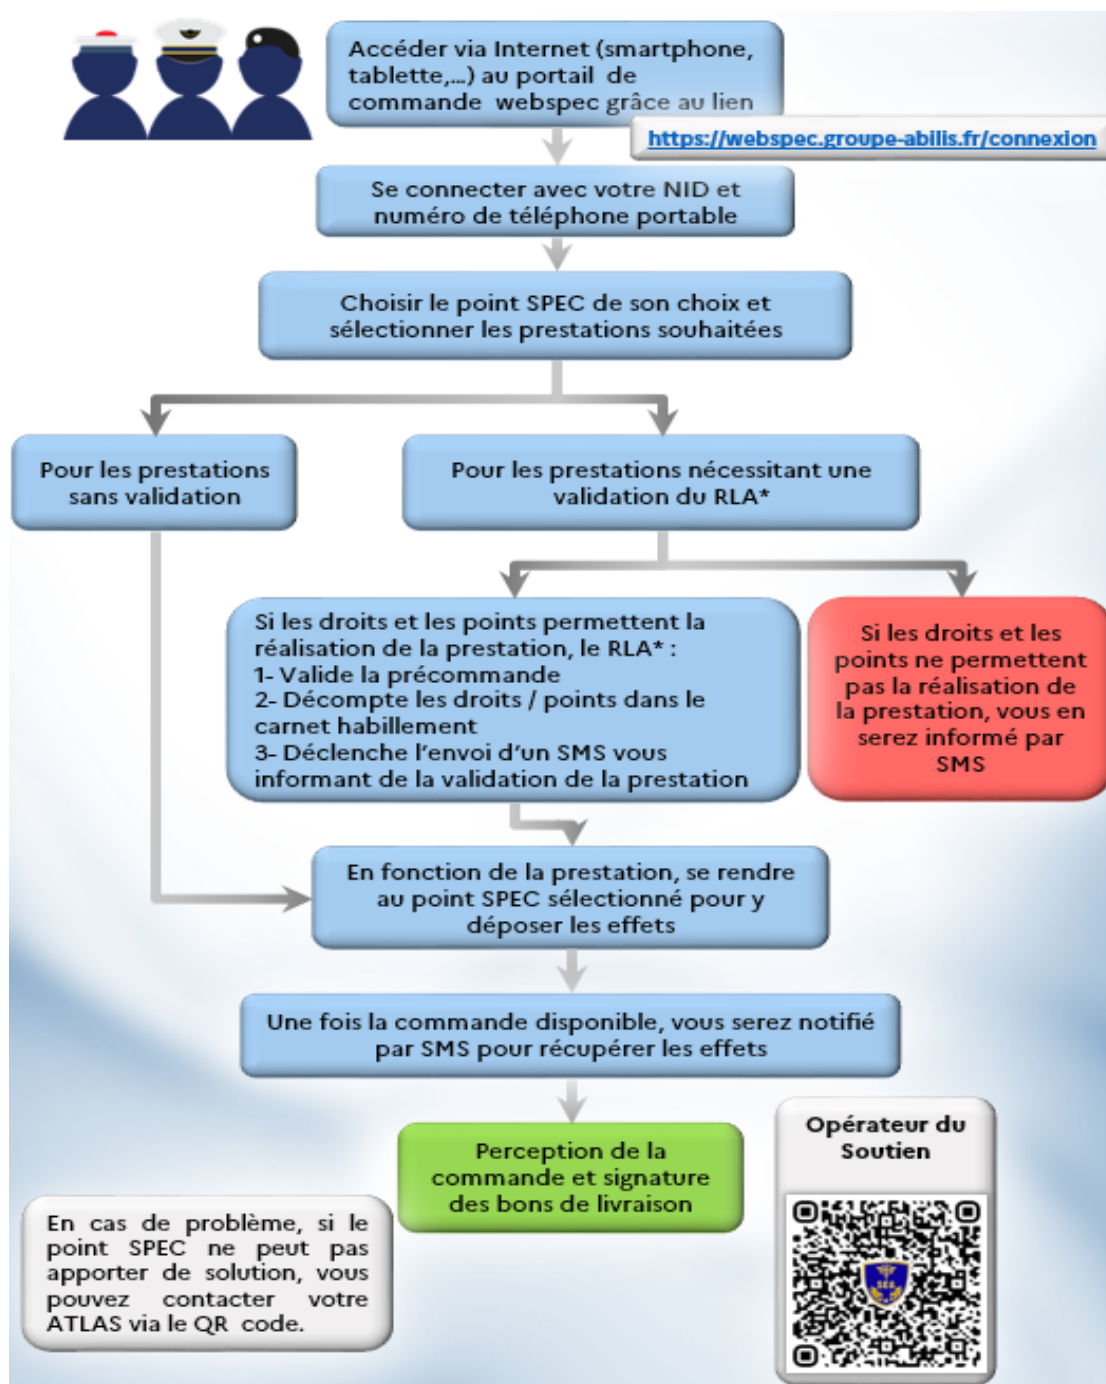 Accéder via Internet (smartphone,
tablette,...) au portail de
commande webspec grâce au lien
https://webspec.groupe-abilis.fr/connexion
Se connecter avec votre NID et
numéro de téléphone portable
Choisir le point SPEC de son choix et
sélectionner les prestations souhaitées
Pour les prestations
sans validation
Pour les prestations nécessitant une
validation du RLA*
Si les droits et les points permettent la
réalisation de la prestation, le RLA* :
1- Valide la précommande
2- Décompte les droits / points dans le
carnet habillement
3- Déclenche l'envoi d'un SMS vous
informant de la validation de la prestation
Si les droits et les
points ne permettent
pas la réalisation de
la prestation, vous en
serez informé par
SMS
En fonction de la prestation, se rendre
au point SPEC sélectionné pour y
déposer les effets
Une fois la commande disponible, vous serez notifié
par SMS pour récupérer les effets
Perception de la
commande et signature
des bons de livraison
Opérateur du
Soutien
SCA
En cas de problème, si le
point SPEC ne peut pas
apporter de solution, vous
pouvez contacter votre
ATLAS via le QR code.